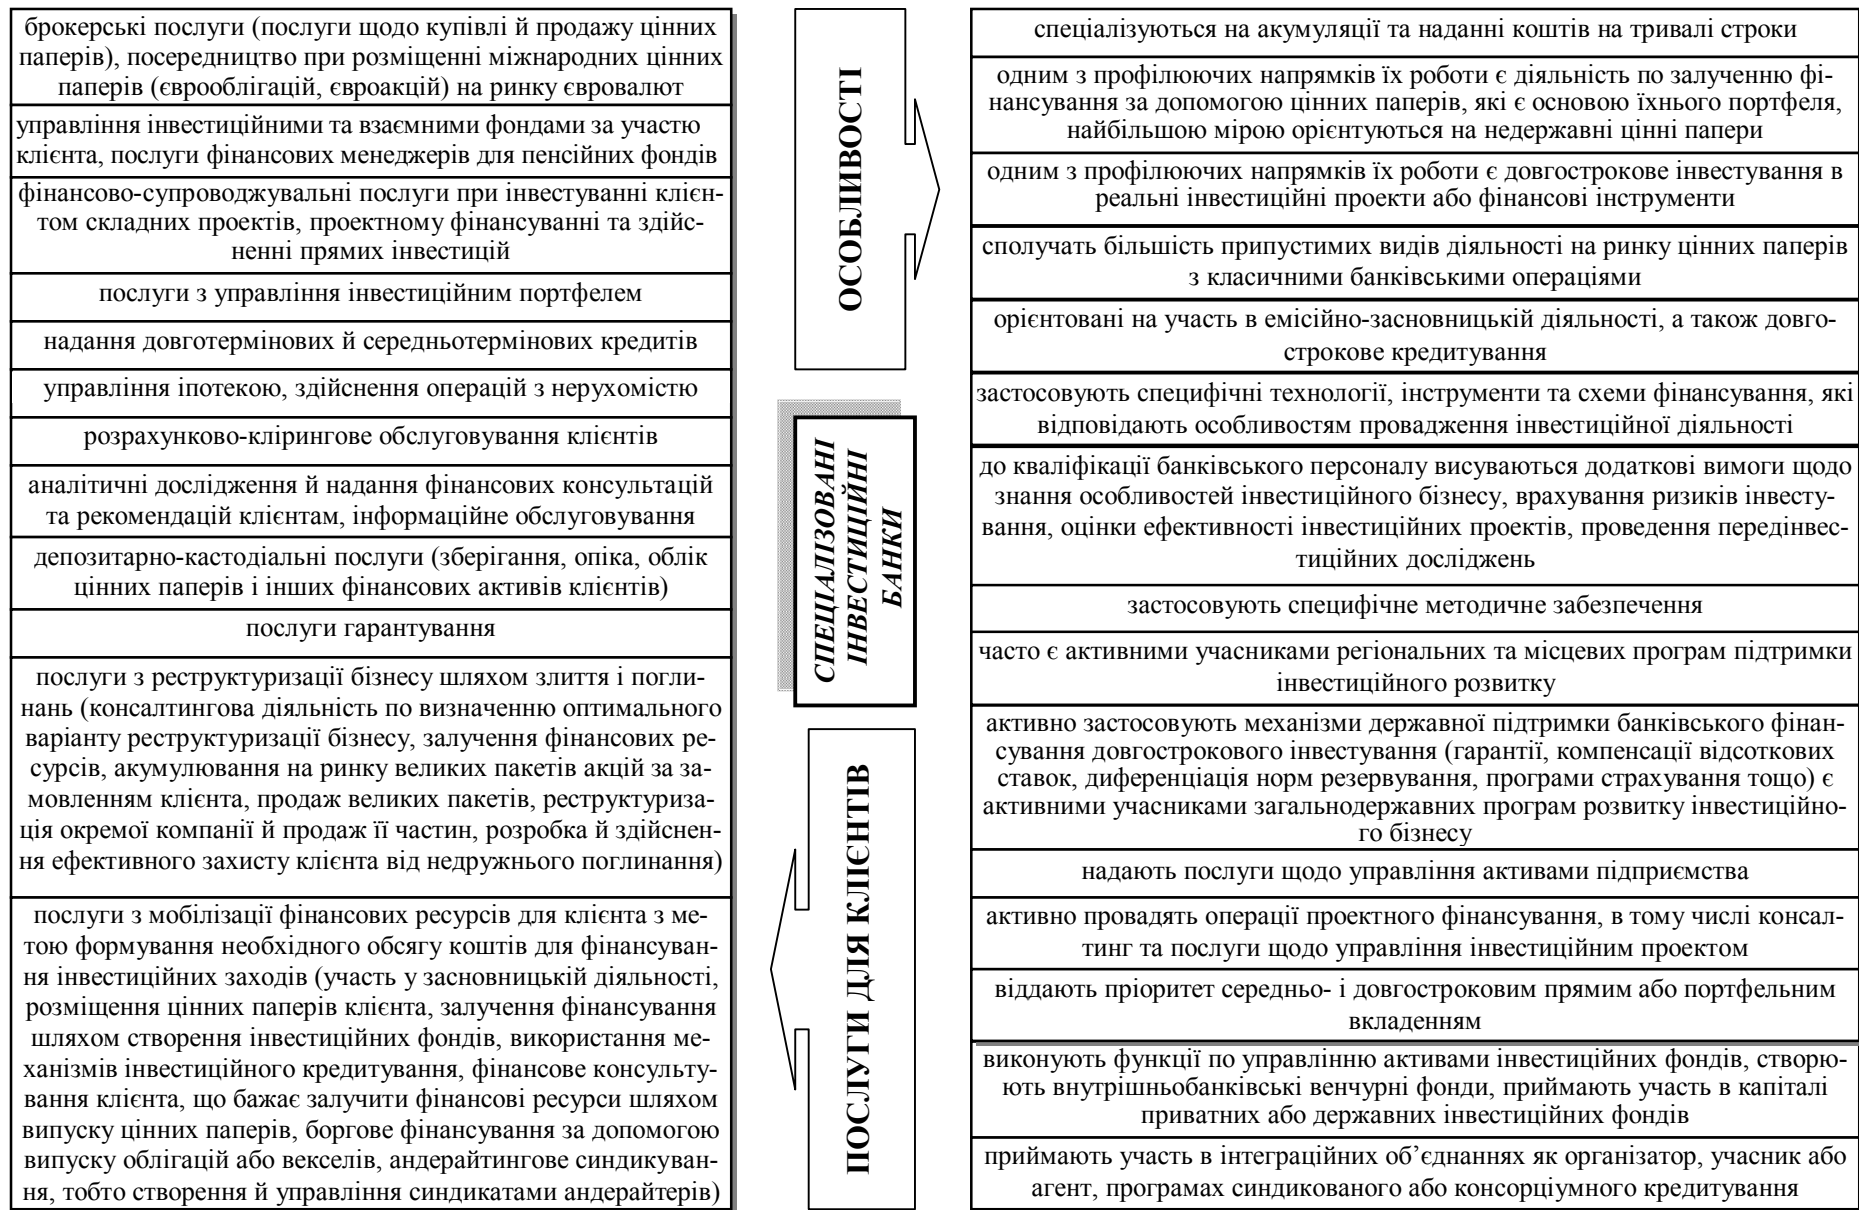 брокерські послуги (послуги щодо купівлі й продажу цінних
паперів), посередництво при розміщенні міжнародних цінних
паперів (єврооблігацій, євроакцій) на ринку євровалют
управління інвестиційними та взаємними фондами за участю
клієнта, послуги фінансових менеджерів для пенсійних фондів
фінансово-супроводжувальні послуги при інвестуванні клієн-
том складних проектів, проектному фінансуванні та здійс-
ненні прямих інвестицій
послуги з управління інвестиційним портфелем
надання довготермінових й середньотермінових кредитів
управління іпотекою, здійснення операцій з нерухомістю
розрахунково-клірингове обслуговування клієнтів
аналітичні дослідження й надання фінансових консультацій
та рекомендацій клієнтам, інформаційне обслуговування
депозитарно-кастодіальні послуги (зберігання, опіка, облік
цінних паперів і інших фінансових активів клієнтів)
послуги гарантування
послуги з реструктуризації бізнесу шляхом злиття і погли-
нань (консалтингова діяльність по визначенню оптимального
варіанту реструктуризації бізнесу, залучення фінансових ре-
сурсів, акумулювання на ринку великих пакетів акцій за за-
мовленням клієнта, продаж великих пакетів, реструктуриза-
ція окремої компанії й продаж її частин, розробка й здійснен-
ня ефективного захисту клієнта від недружнього поглинання)
послуги з мобілізації фінансових ресурсів для клієнта з ме-
тою формування необхідного обсягу коштів для фінансуван-
ня інвестиційних заходів (участь у засновницькій діяльності,
розміщення цінних паперів клієнта, залучення фінансування
шляхом створення інвестиційних фондів, використання ме-
ханізмів інвестиційного кредитування, фінансове консульту-
вання клієнта, що бажає залучити фінансові ресурси шляхом
випуску цінних паперів, боргове фінансування за допомогою
випуску облігацій або векселів, андерайтингове синдикуван-
ня, тобто створення й управління синдикатами андерайтерів)
ОСОБЛИВОСТІ
СПЕЦІАЛІЗОВАНІ
ІНВЕСТИЦІЙНІ
БАНКИ
ПОСЛУГИ ДЛЯ КЛІЄНТІВ
спеціалізуються на акумуляції та наданні коштів на тривалі строки
одним з профілюючих напрямків їх роботи є діяльність по залученню фі-
нансування за допомогою цінних паперів, які є основою їхнього портфеля,
найбільшою мірою орієнтуються на недержавні цінні папери
одним з профілюючих напрямків їх роботи є довгострокове інвестування в
реальні інвестиційні проекти або фінансові інструменти
сполучать більшість припустимих видів діяльності на ринку цінних паперів
з класичними банківськими операціями
орієнтовані на участь в емісійно-засновницькій діяльності, а також довго-
строкове кредитування
застосовують специфічні технології, інструменти та схеми фінансування, які
відповідають особливостям провадження інвестиційної діяльності
до кваліфікації банківського персоналу висуваються додаткові вимоги щодо
знання особливостей інвестиційного бізнесу, врахування ризиків інвесту-
вання, оцінки ефективності інвестиційних проектів, проведення передінвес-
тиційних досліджень
застосовують специфічне методичне забезпечення
часто є активними учасниками регіональних та місцевих програм підтримки
інвестиційного розвитку
активно застосовують механізми державної підтримки банківського фінан-
сування довгострокового інвестування (гарантії, компенсації відсоткових
ставок, диференціація норм резервування, програми страхування тощо) є
активними учасниками загальнодержавних програм розвитку інвестиційно-
го бізнесу
надають послуги щодо управління активами підприємства
активно провадять операції проектного фінансування, в тому числі консал-
тинг та послуги щодо управління інвестиційним проектом
віддають пріоритет середньо- і довгостроковим прямим або портфельним
вкладенням
виконують функції по управлінню активами інвестиційних фондів, створю-
ють внутрішньобанківські венчурні фонди, приймають участь в капіталі
приватних або державних інвестиційних фондів
приймають участь в інтеграційних об’єднаннях як організатор, учасник або
агент, програмах синдикованого або консорціумного кредитування